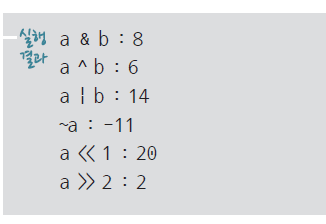 실행
결과
a & b : 8
a ^ b : 6
a | b : 14
~a : -11
a << 1 : 20
a >> 2 : 2